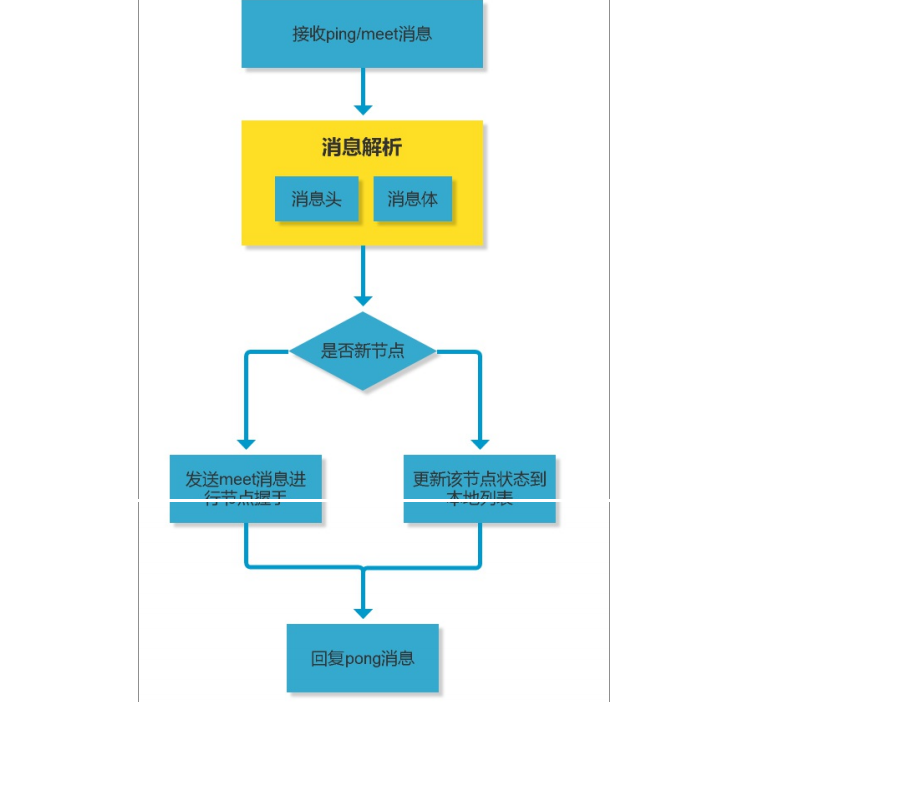 接收ping/meet消息
消息解析
消息头
消息体
是否新节点
发送meet消息进
行节点握手
更新该节点状态到
本地列表
回复pong消息